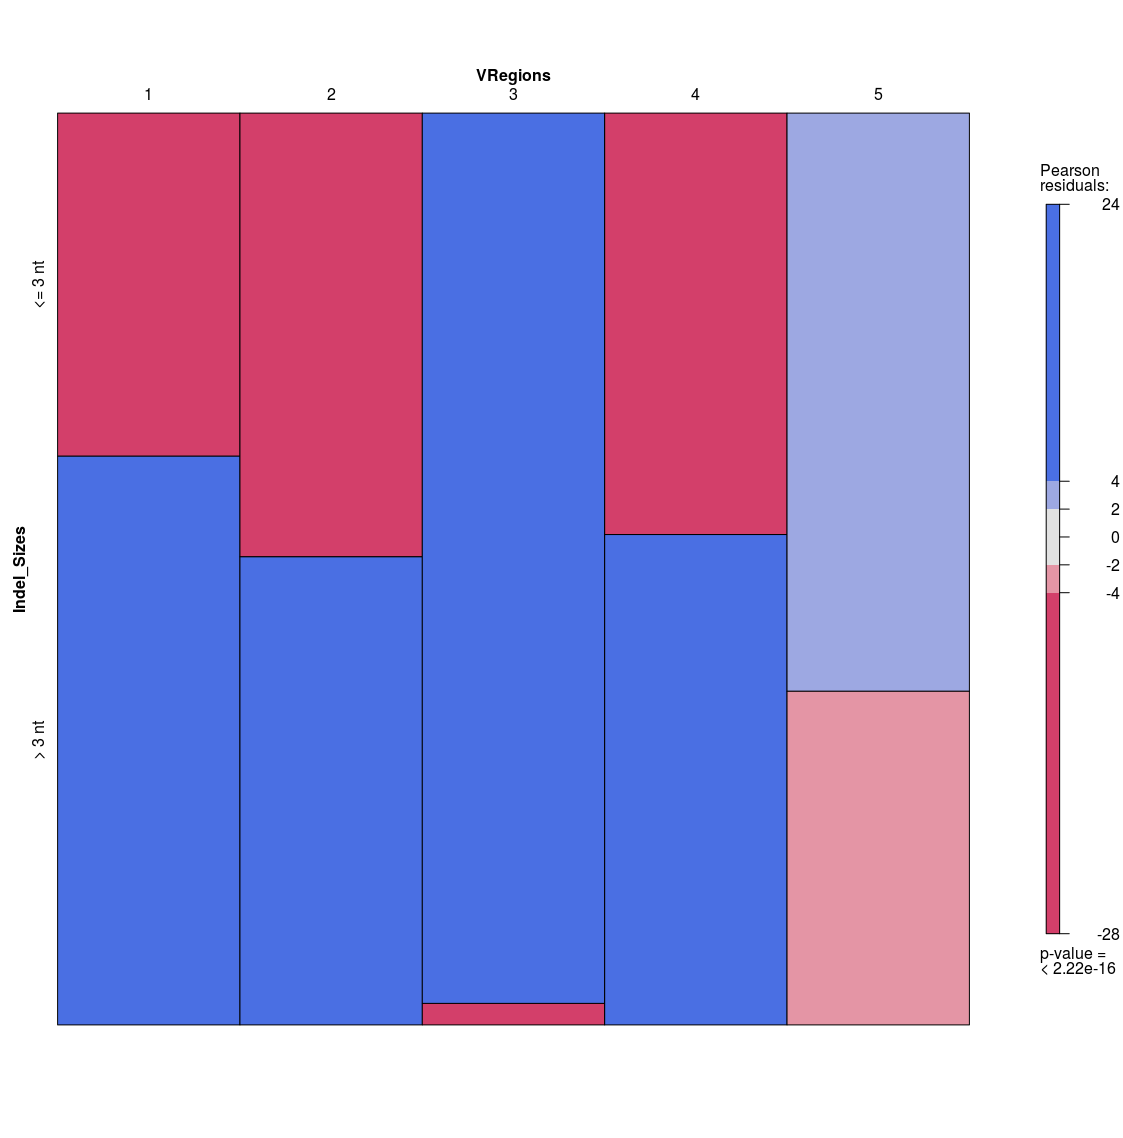 VRegions
1 2 3 4 5
Indel_Sizes
<= 3 nt
> 3 nt
Pearson
residuals:
24
4
2
0
-2
-4
-28
p-value =
< 2.22e-16